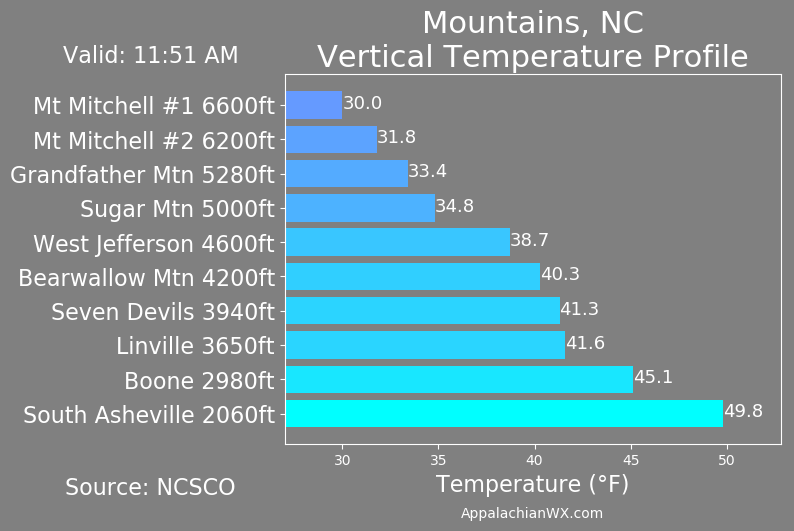 Mountains, NC
Vertical Temperature Profile
Valid: 11:51 AM
Mt Mitchell #1 6600ft 30.0
Mt Mitchell #2 6200ft 31.8
Grandfather Mtn 5280ft 33.4
Sugar Mtn 5000ft 34.8
West Jefferson 4600ft 38.7
Bearwallow Mtn 4200ft 40.3
Seven Devils 3940ft 41.3
Linville 3650ft 41.6
Boone 2980ft 45.1
South Asheville 2060ft 49.8
30 35 40 45 50
Temperature (°F)
Source: NCSCO
AppalachianWX.com